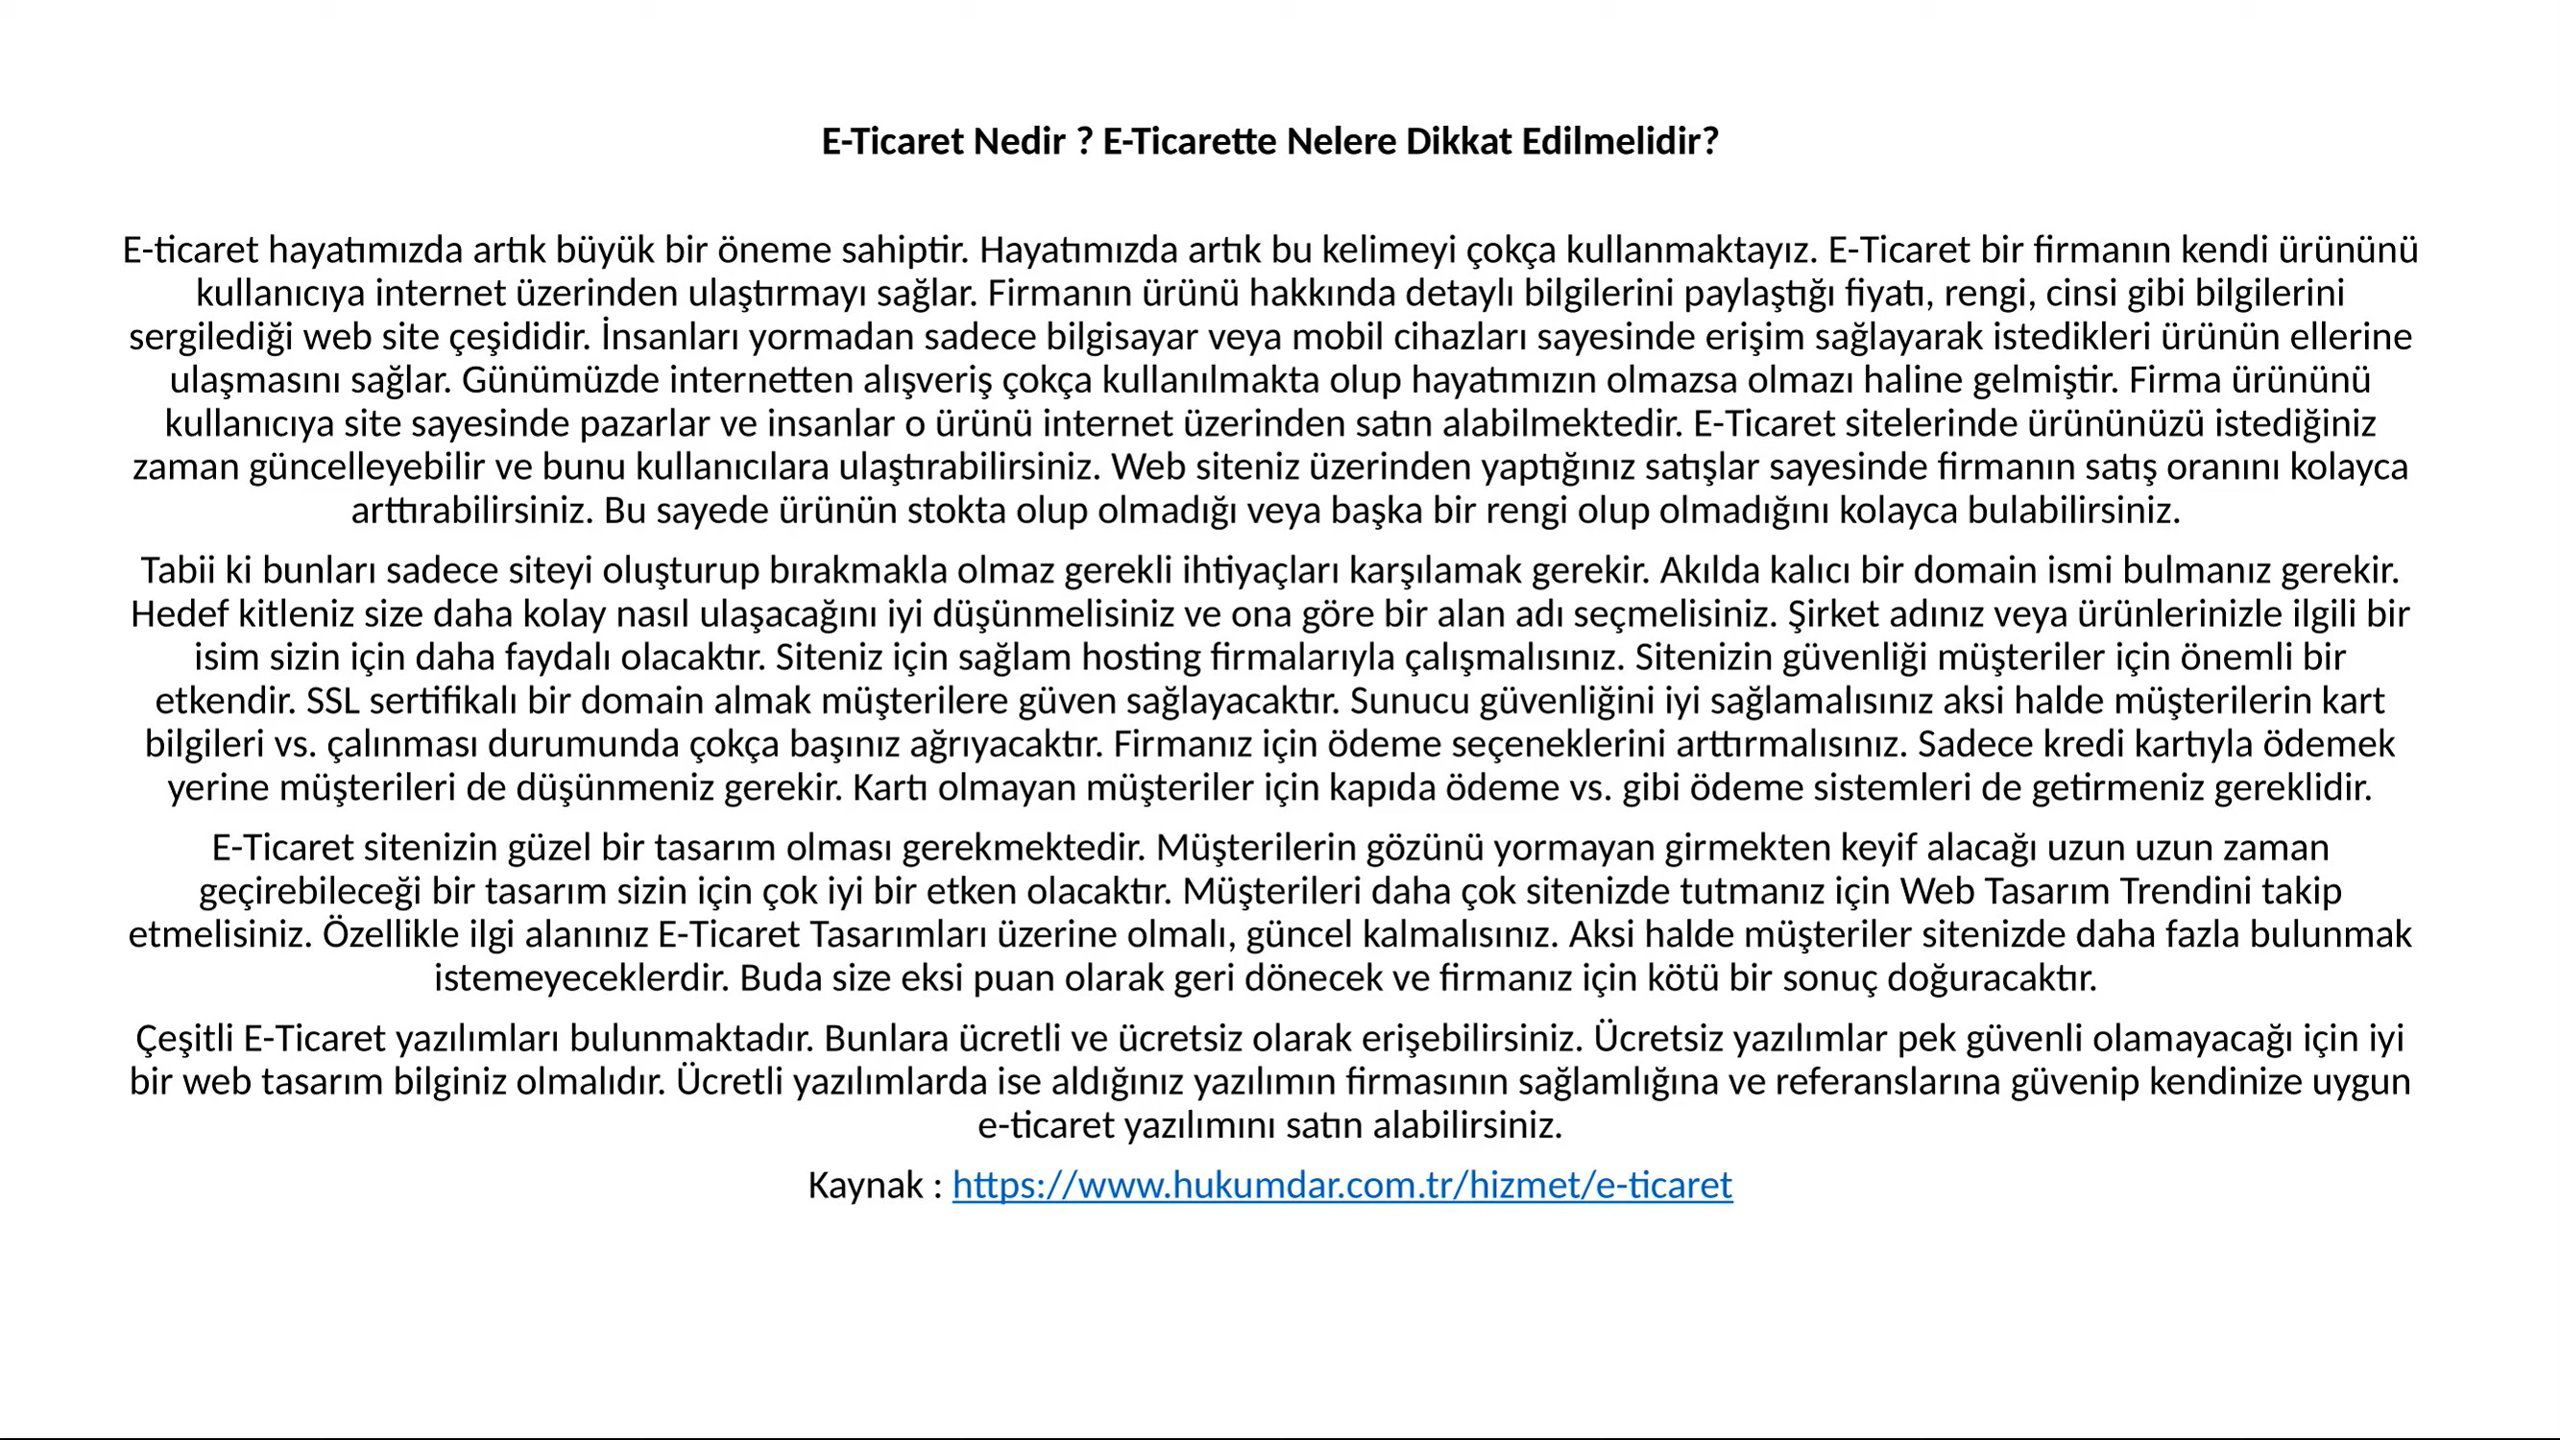 E-Ticaret Nedir ? E-Ticarette Nelere Dikkat Edilmelidir?
E-ticaret hayatımızda artık büyük bir öneme sahiptir. Hayatımızda artık bu kelimeyi çokça kullanmaktayız. E-Ticaret bir firmanın kendi ürününü
kullanıcıya internet üzerinden ulaştırmayı sağlar. Firmanın ürünü hakkında detaylı bilgilerini paylaştığı fiyatı, rengi, cinsi gibi bilgilerini
sergilediği web site çeşididir. İnsanları yormadan sadece bilgisayar veya mobil cihazları sayesinde erişim sağlayarak istedikleri ürünün ellerine
ulaşmasını sağlar. Günümüzde internetten alışveriş çokça kullanılmakta olup hayatımızın olmazsa olmazı haline gelmiştir. Firma ürününü
kullanıcıya site sayesinde pazarlar ve insanlar o ürünü internet üzerinden satın alabilmektedir. E-Ticaret sitelerinde ürününüzü istediğiniz
zaman güncelleyebilir ve bunu kullanıcılara ulaştırabilirsiniz. Web siteniz üzerinden yaptığınız satışlar sayesinde firmanın satış oranını kolayca
arttırabilirsiniz. Bu sayede ürünün stokta olup olmadığı veya başka bir rengi olup olmadığını kolayca bulabilirsiniz.
Tabii ki bunları sadece siteyi oluşturup bırakmakla olmaz gerekli ihtiyaçları karşılamak gerekir. Akılda kalıcı bir domain ismi bulmanız gerekir.
Hedef kitleniz size daha kolay nasıl ulaşacağını iyi düşünmelisiniz ve ona göre bir alan adı seçmelisiniz. Şirket adınız veya ürünlerinizle ilgili bir
isim sizin için daha faydalı olacaktır. Siteniz için sağlam hosting firmalarıyla çalışmalısınız. Sitenizin güvenliği müşteriler için önemli bir
etkendir. SSL sertifikalı bir domain almak müşterilere güven sağlayacaktır. Sunucu güvenliğini iyi sağlamalısınız aksi halde müşterilerin kart
bilgileri vs. çalınması durumunda çokça başınız ağrıyacaktır. Firmanız için ödeme seçeneklerini arttırmalısınız. Sadece kredi kartıyla ödemek
yerine müşterileri de düşünmeniz gerekir. Kartı olmayan müşteriler için kapıda ödeme vs. gibi ödeme sistemleri de getirmeniz gereklidir.
E-Ticaret sitenizin güzel bir tasarım olması gerekmektedir. Müşterilerin gözünü yormayan girmekten keyif alacağı uzun uzun zaman
geçirebileceği bir tasarım sizin için çok iyi bir etken olacaktır. Müşterileri daha çok sitenizde tutmanız için Web Tasarım Trendini takip
etmelisiniz. Özellikle ilgi alanınız E-Ticaret Tasarımları üzerine olmalı, güncel kalmalısınız. Aksi halde müşteriler sitenizde daha fazla bulunmak
istemeyeceklerdir. Buda size eksi puan olarak geri dönecek ve firmanız için kötü bir sonuç doğuracaktır.
Çeşitli E-Ticaret yazılımları bulunmaktadır. Bunlara ücretli ve ücretsiz olarak erişebilirsiniz. Ücretsiz yazılımlar pek güvenli olamayacağı için iyi
bir web tasarım bilginiz olmalıdır. Ücretli yazılımlarda ise aldığınız yazılımın firmasının sağlamlığına ve referanslarına güvenip kendinize uygun
e-ticaret yazılımını satın alabilirsiniz.
Kaynak : https://www.hukumdar.com.tr/hizmet/e-ticaret